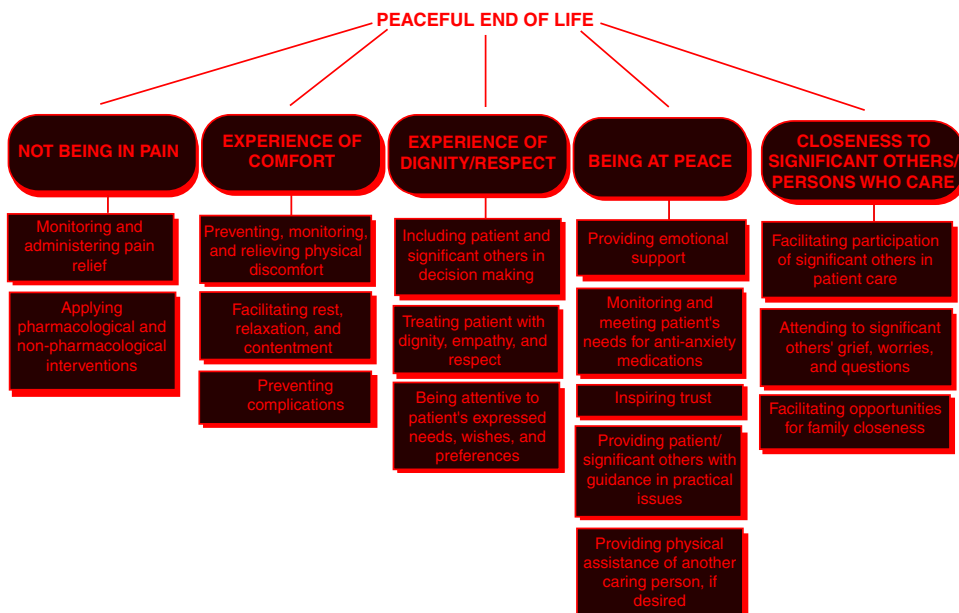 PEACEFUL END OF LIFE
NOT BEING IN PAIN
Monitoring and
administering pain
relief
Applying
pharmacological and
non-pharmacological
interventions
EXPERIENCE OF
COMFORT
Preventing, monitoring,
and relieving physical
discomfort
Facilitating rest,
relaxation, and
contentment
Preventing
complications
EXPERIENCE OF
DIGNITY/RESPECT
Including patient and
significant others in
decision making
Treating patient with
dignity, empathy, and
respect
Being attentive to
patient's expressed
needs, wishes, and
preferences
BEING AT PEACE
Providing emotional
support
Monitoring and
meeting patient's
needs for anti-anxiety
medications
Inspiring trust
Providing patient/
significant others with
guidance in practical
issues
Providing physical
assistance of another
caring person, if
desired
CLOSENESS TO
SIGNIFICANT OTHERS/
PERSONS WHO CARE
Facilitating participation
of significant others in
patient care
Attending to significant
others' grief, worries,
and questions
Facilitating opportunities
for family closeness